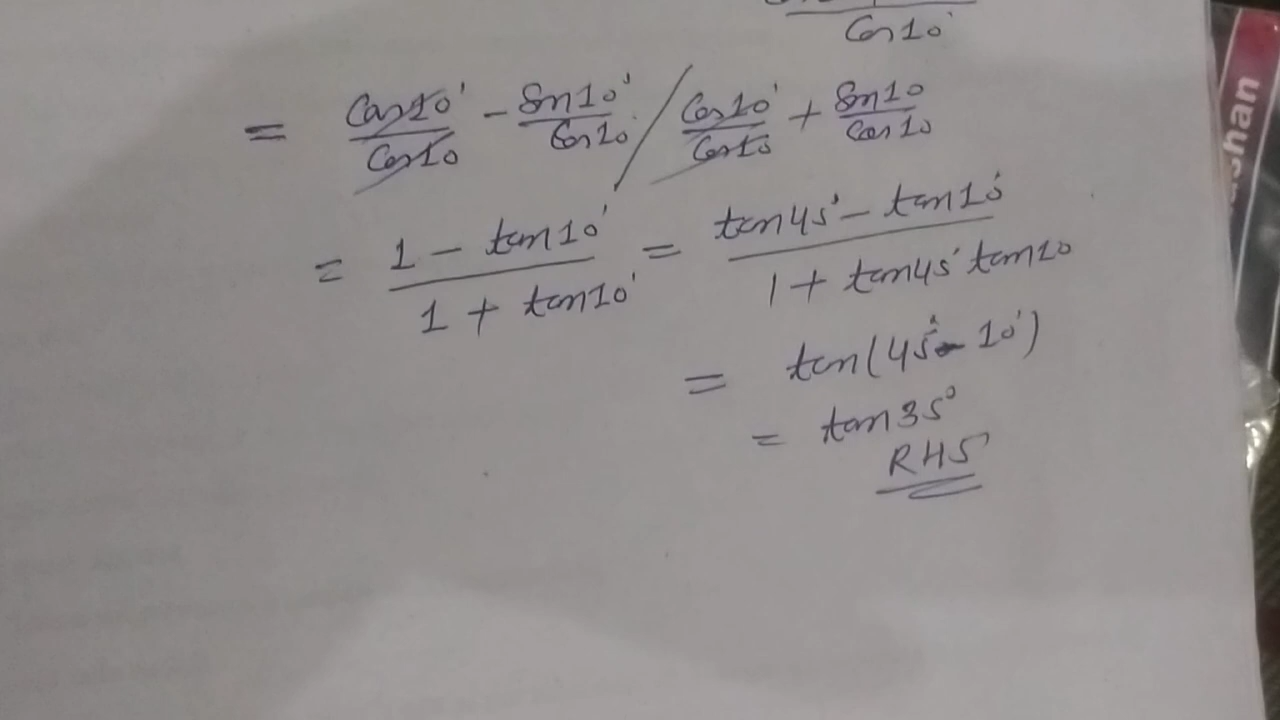 Cos10°
= Cos10°/Cos10 - Sin10°/Cos10 / Cos10°/Cos10 + Sin10/Cos10
= 1 - tan10°/1 + tan10° = tan45° - tan10°/1 + tan45° tan10
= tan(45° - 10°)
= tan35°
RHS
shan